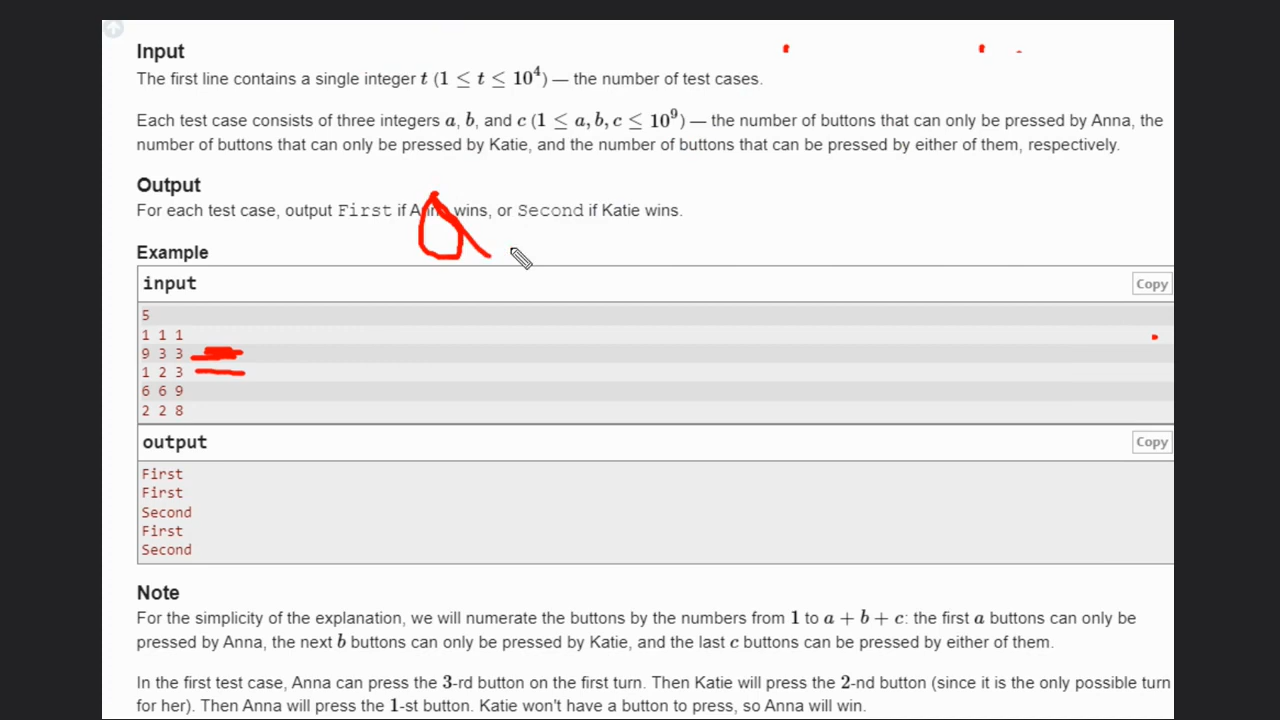 Input
The first line contains a single integer t (1 ≤ t ≤ 10⁴) — the number of test cases.
Each test case consists of three integers a, b, and c (1 ≤ a, b, c ≤ 10⁹) — the number of buttons that can only be pressed by Anna, the
number of buttons that can only be pressed by Katie, and the number of buttons that can be pressed by either of them, respectively.
Output
For each test case, output First if Anna wins, or Second if Katie wins.
Example
input
Copy
5
1 1 1
9 3 3
1 2 3
6 6 9
2 2 8
output
Copy
First
First
Second
First
Second
Note
For the simplicity of the explanation, we will numerate the buttons by the numbers from 1 to a + b + c: the first a buttons can only be
pressed by Anna, the next b buttons can only be pressed by Katie, and the last c buttons can be pressed by either of them.
In the first test case, Anna can press the 3-rd button on the first turn. Then Katie will press the 2-nd button (since it is the only possible turn
for her). Then Anna will press the 1-st button. Katie won't have a button to press, so Anna will win.